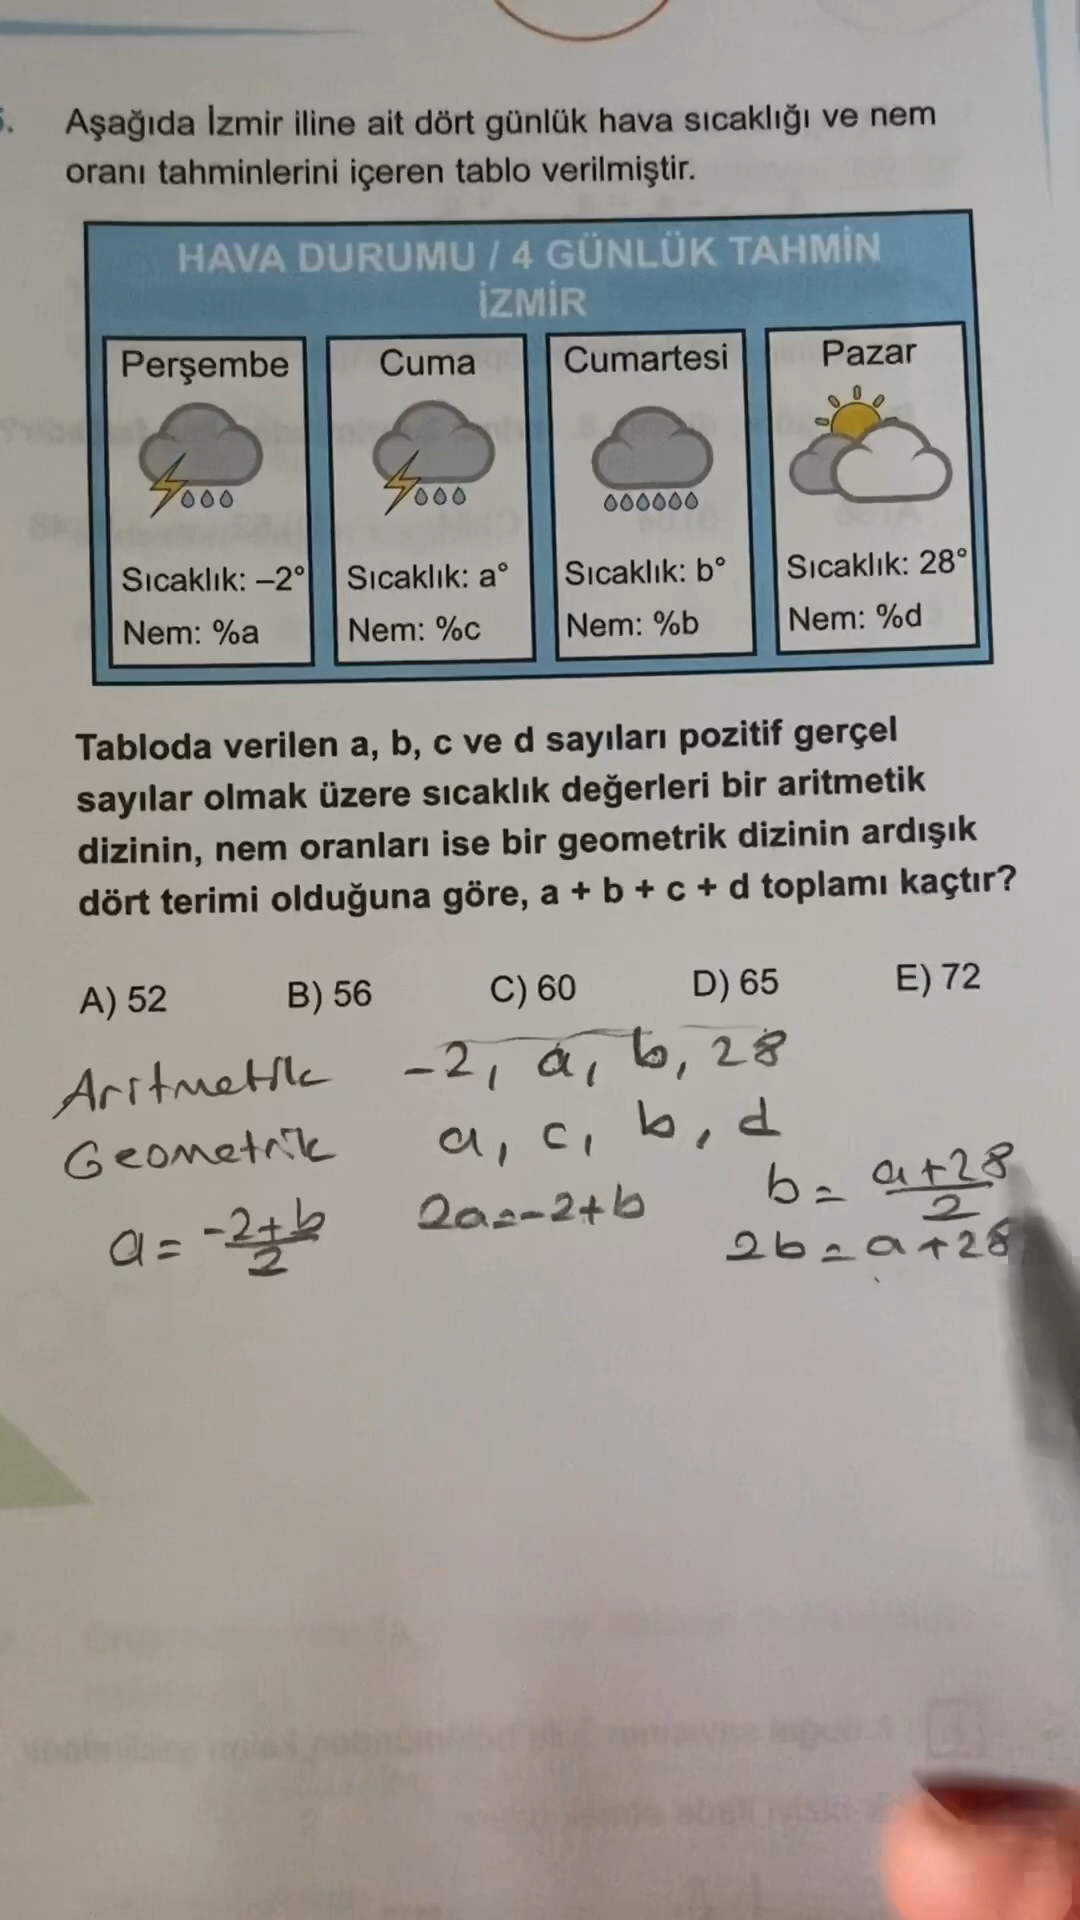 5. Aşağıda İzmir iline ait dört günlük hava sıcaklığı ve nem
oranı tahminlerini içeren tablo verilmiştir.
HAVA DURUMU / 4 GÜNLÜK TAHMİN
İZMİR
Perşembe
Sıcaklık: –2°
Nem: %a
Cuma
Sıcaklık: a°
Nem: %c
Cumartesi
Sıcaklık: b°
Nem: %b
Pazar
Sıcaklık: 28°
Nem: %d
Tabloda verilen a, b, c ve d sayıları pozitif gerçel
sayılar olmak üzere sıcaklık değerleri bir aritmetik
dizinin, nem oranları ise bir geometrik dizinin ardışık
dört terimi olduğuna göre, a + b + c + d toplamı kaçtır?
A) 52 B) 56 C) 60 D) 65 E) 72
Aritmetik -2, a, b, 28
Geometrik a, c, b, d
a = -2+b/2 2a=-2+b b = a+28/2
2b = a+28